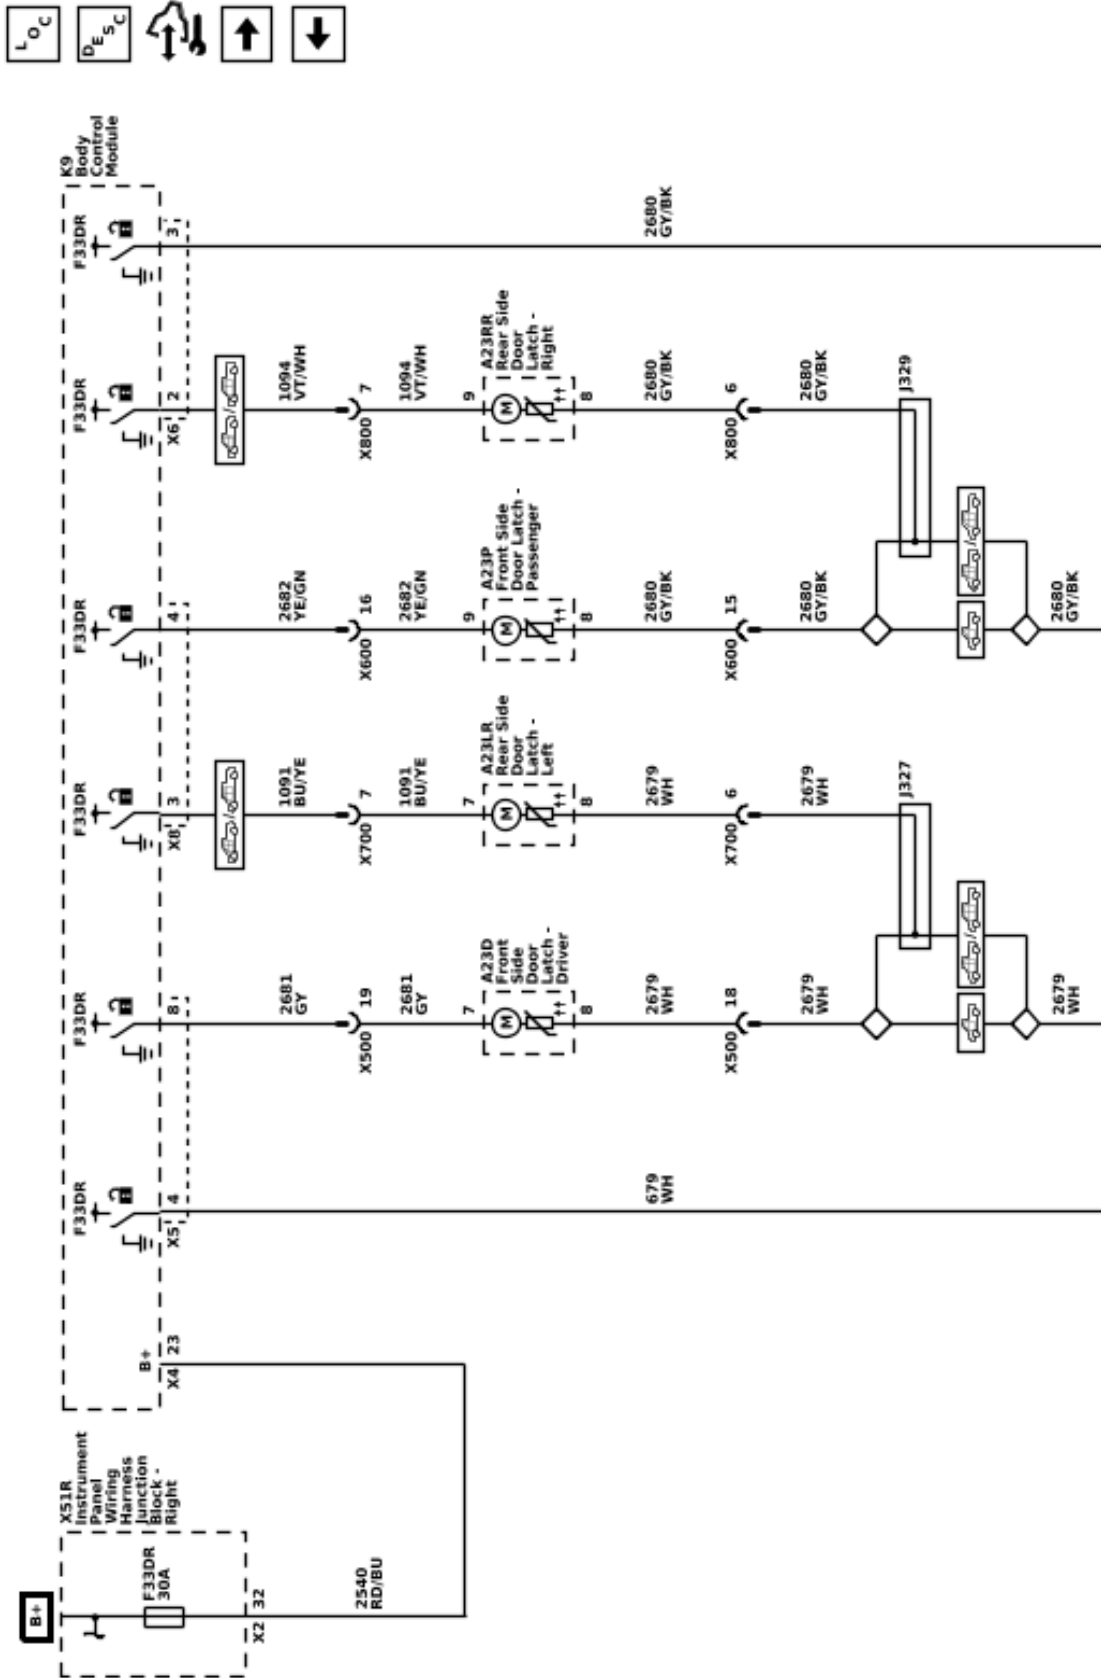 LOC
DESC
B+
X51R
Instrument
Panel
Wiring
Harness
Junction
Block -
Right
F33DR
30A
X2 32
2540
RD/BU
K9
Body
Control
Module
B+
X4 23
F33DR
X5 4
679
WH
F33DR
8
2681
GY
X500 19
2681
GY
7
A23D
Front
Side
Door
Latch -
Driver
M
8
2679
WH
X500 18
2679
WH
2679
WH
F33DR
X8 3
1091
BU/YE
X700 7
1091
BU/YE
7
A23LR
Rear Side
Door
Latch -
Left
M
8
2679
WH
X700 6
2679
WH
J327
F33DR
4
2682
YE/GN
X600 16
2682
YE/GN
9
A23P
Front Side
Door Latch -
Passenger
M
8
2680
GY/BK
X600 15
2680
GY/BK
2680
GY/BK
F33DR
X6 2
1094
VT/WH
X800 7
1094
VT/WH
9
A23RR
Rear Side
Door
Latch -
Right
M
8
2680
GY/BK
X800 6
2680
GY/BK
J329
F33DR
3
2680
GY/BK